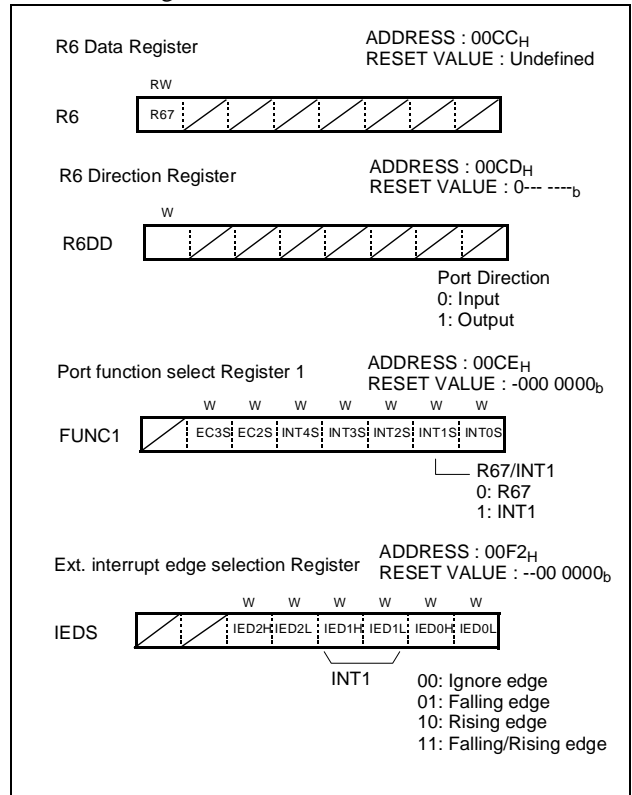 R6 Data Register
ADDRESS : 00CCH
RESET VALUE : Undefined
RW
R6 R67
R6 Direction Register
ADDRESS : 00CDH
RESET VALUE : 0--- ----b
W
R6DD
Port Direction
0: Input
1: Output
Port function select Register 1
ADDRESS : 00CEH
RESET VALUE : -000 0000b
W W W W W W W
FUNC1 EC3S EC2S INT4S INT3S INT2S INT1S INT0S
R67/INT1
0: R67
1: INT1
Ext. interrupt edge selection Register
ADDRESS : 00F2H
RESET VALUE : --00 0000b
W W W W W W
IEDS IED2H IED2L IED1H IED1L IED0H IED0L
INT1
00: Ignore edge
01: Falling edge
10: Rising edge
11: Falling/Rising edge